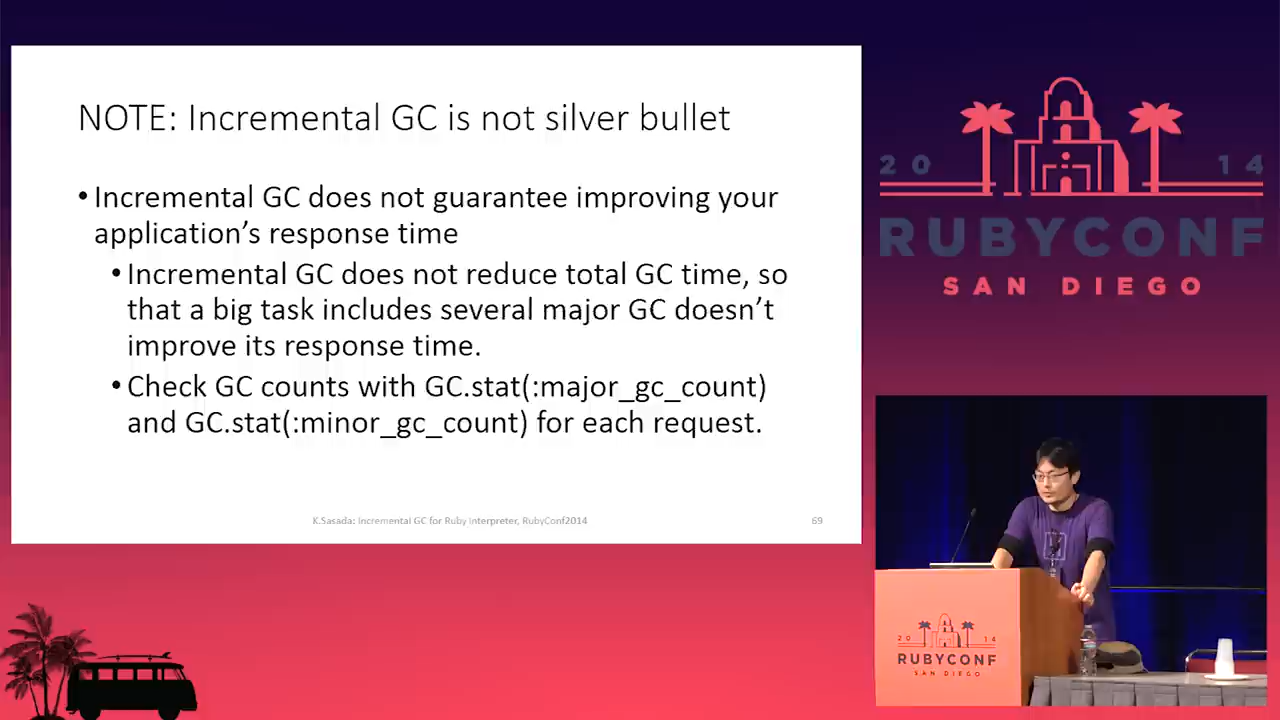 NOTE: Incremental GC is not silver bullet
• Incremental GC does not guarantee improving your
application's response time
• Incremental GC does not reduce total GC time, so
that a big task includes several major GC doesn't
improve its response time.
• Check GC counts with GC.stat(:major_gc_count)
and GC.stat(:minor_gc_count) for each request.
K.Sasada: Incremental GC for Ruby interpreter, RubyConf2014
69
20 14
RUBYCONF
SAN DIEGO
20 14
RUBYCONF
SAN DIEGO